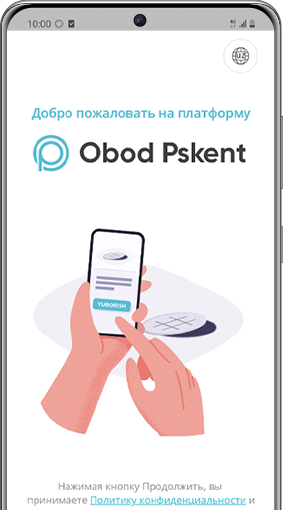 10:00
UZ
Добро пожаловать на платформу
Obod Pskent
YUBORISH
Нажимая кнопку Продолжить, вы
принимаете Политику конфиденциальности и